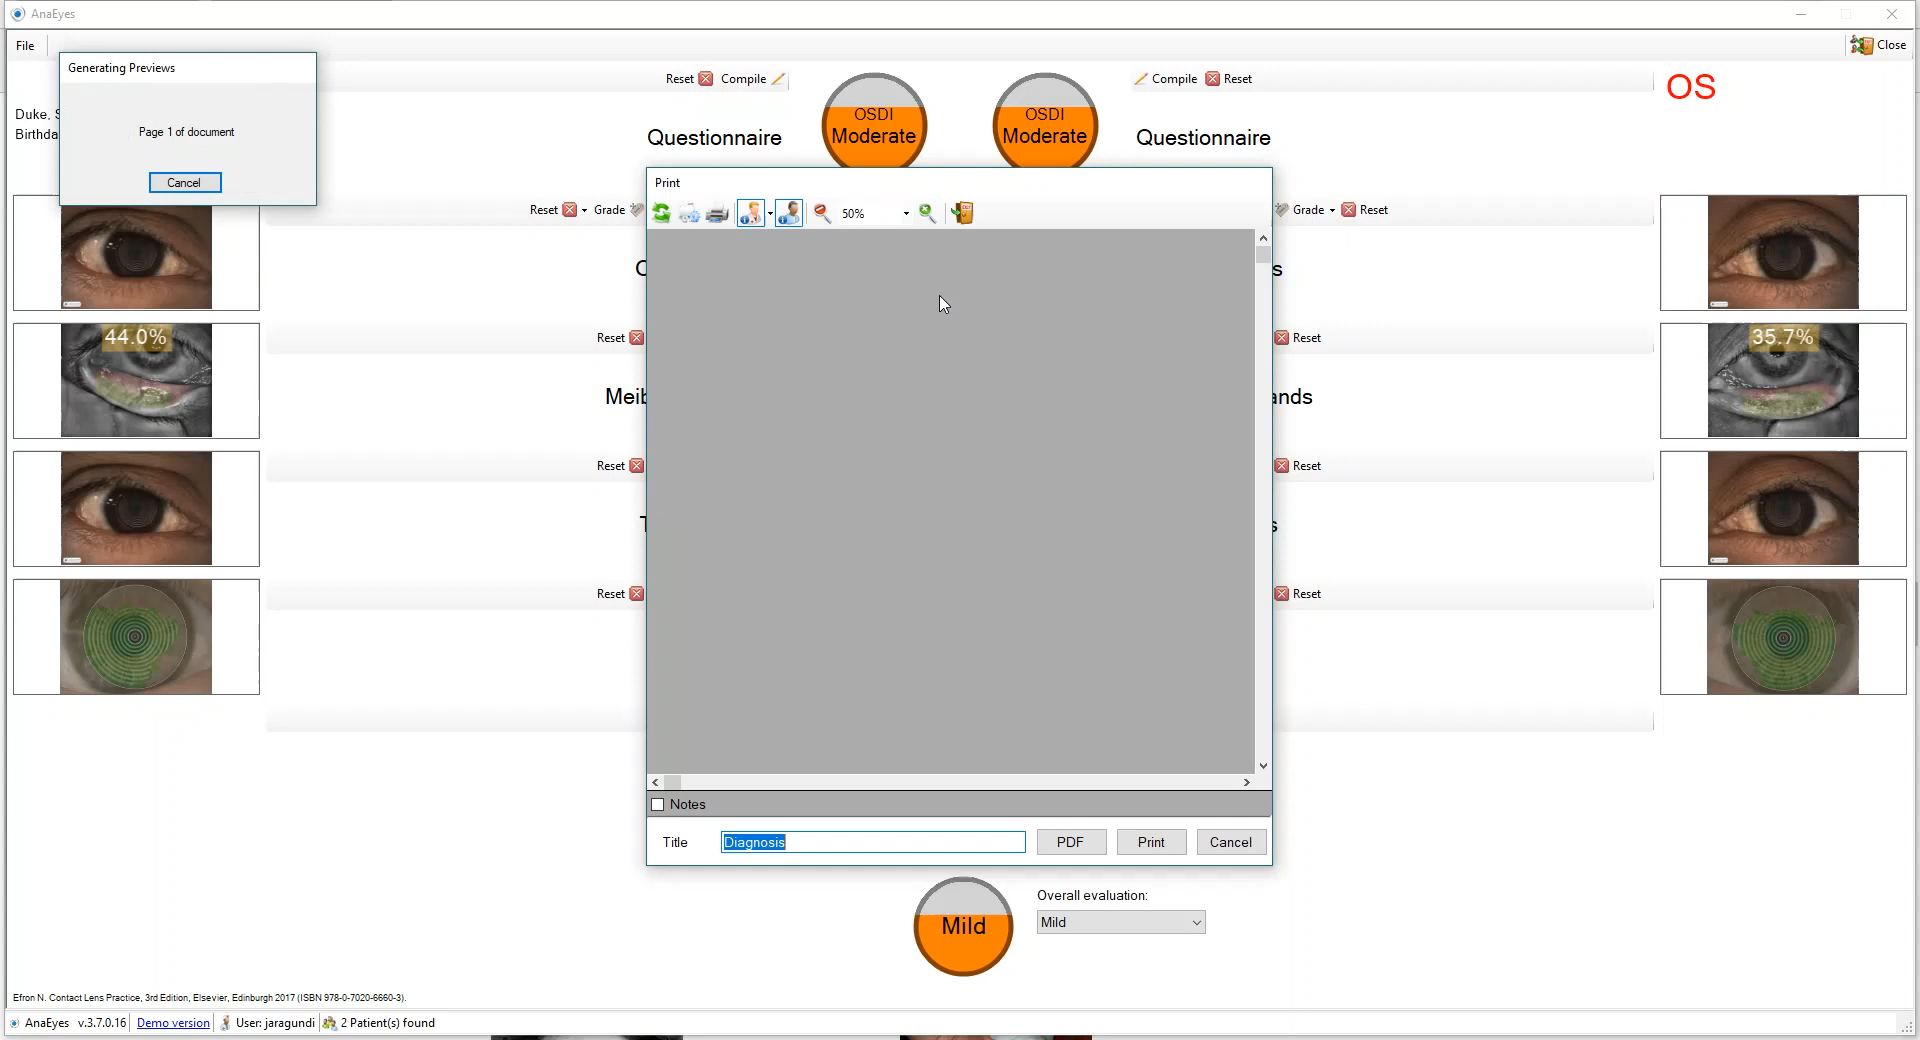 AnaEyes
File
Close
Generating Previews
Page 1 of document
Cancel
Duke,
Reset Compile
OSDI
Moderate
OSDI
Moderate
Compile Reset
OS
Questionnaire
Questionnaire
Print
50%
Reset Grade
Grade Reset
Reset
Reset
44.0%
35.7%
Reset
Reset
Reset
Reset
Notes
Title Diagnosis PDF Print Cancel
Mild
Overall evaluation:
Mild
Efron N. Contact Lens Practice, 3rd Edition, Elsevier, Edinburgh 2017 (ISBN 978-0-7020-6660-3).
AnaEyes v.3.7.0.16 Demo version User: jaragundi 2 Patient(s) found